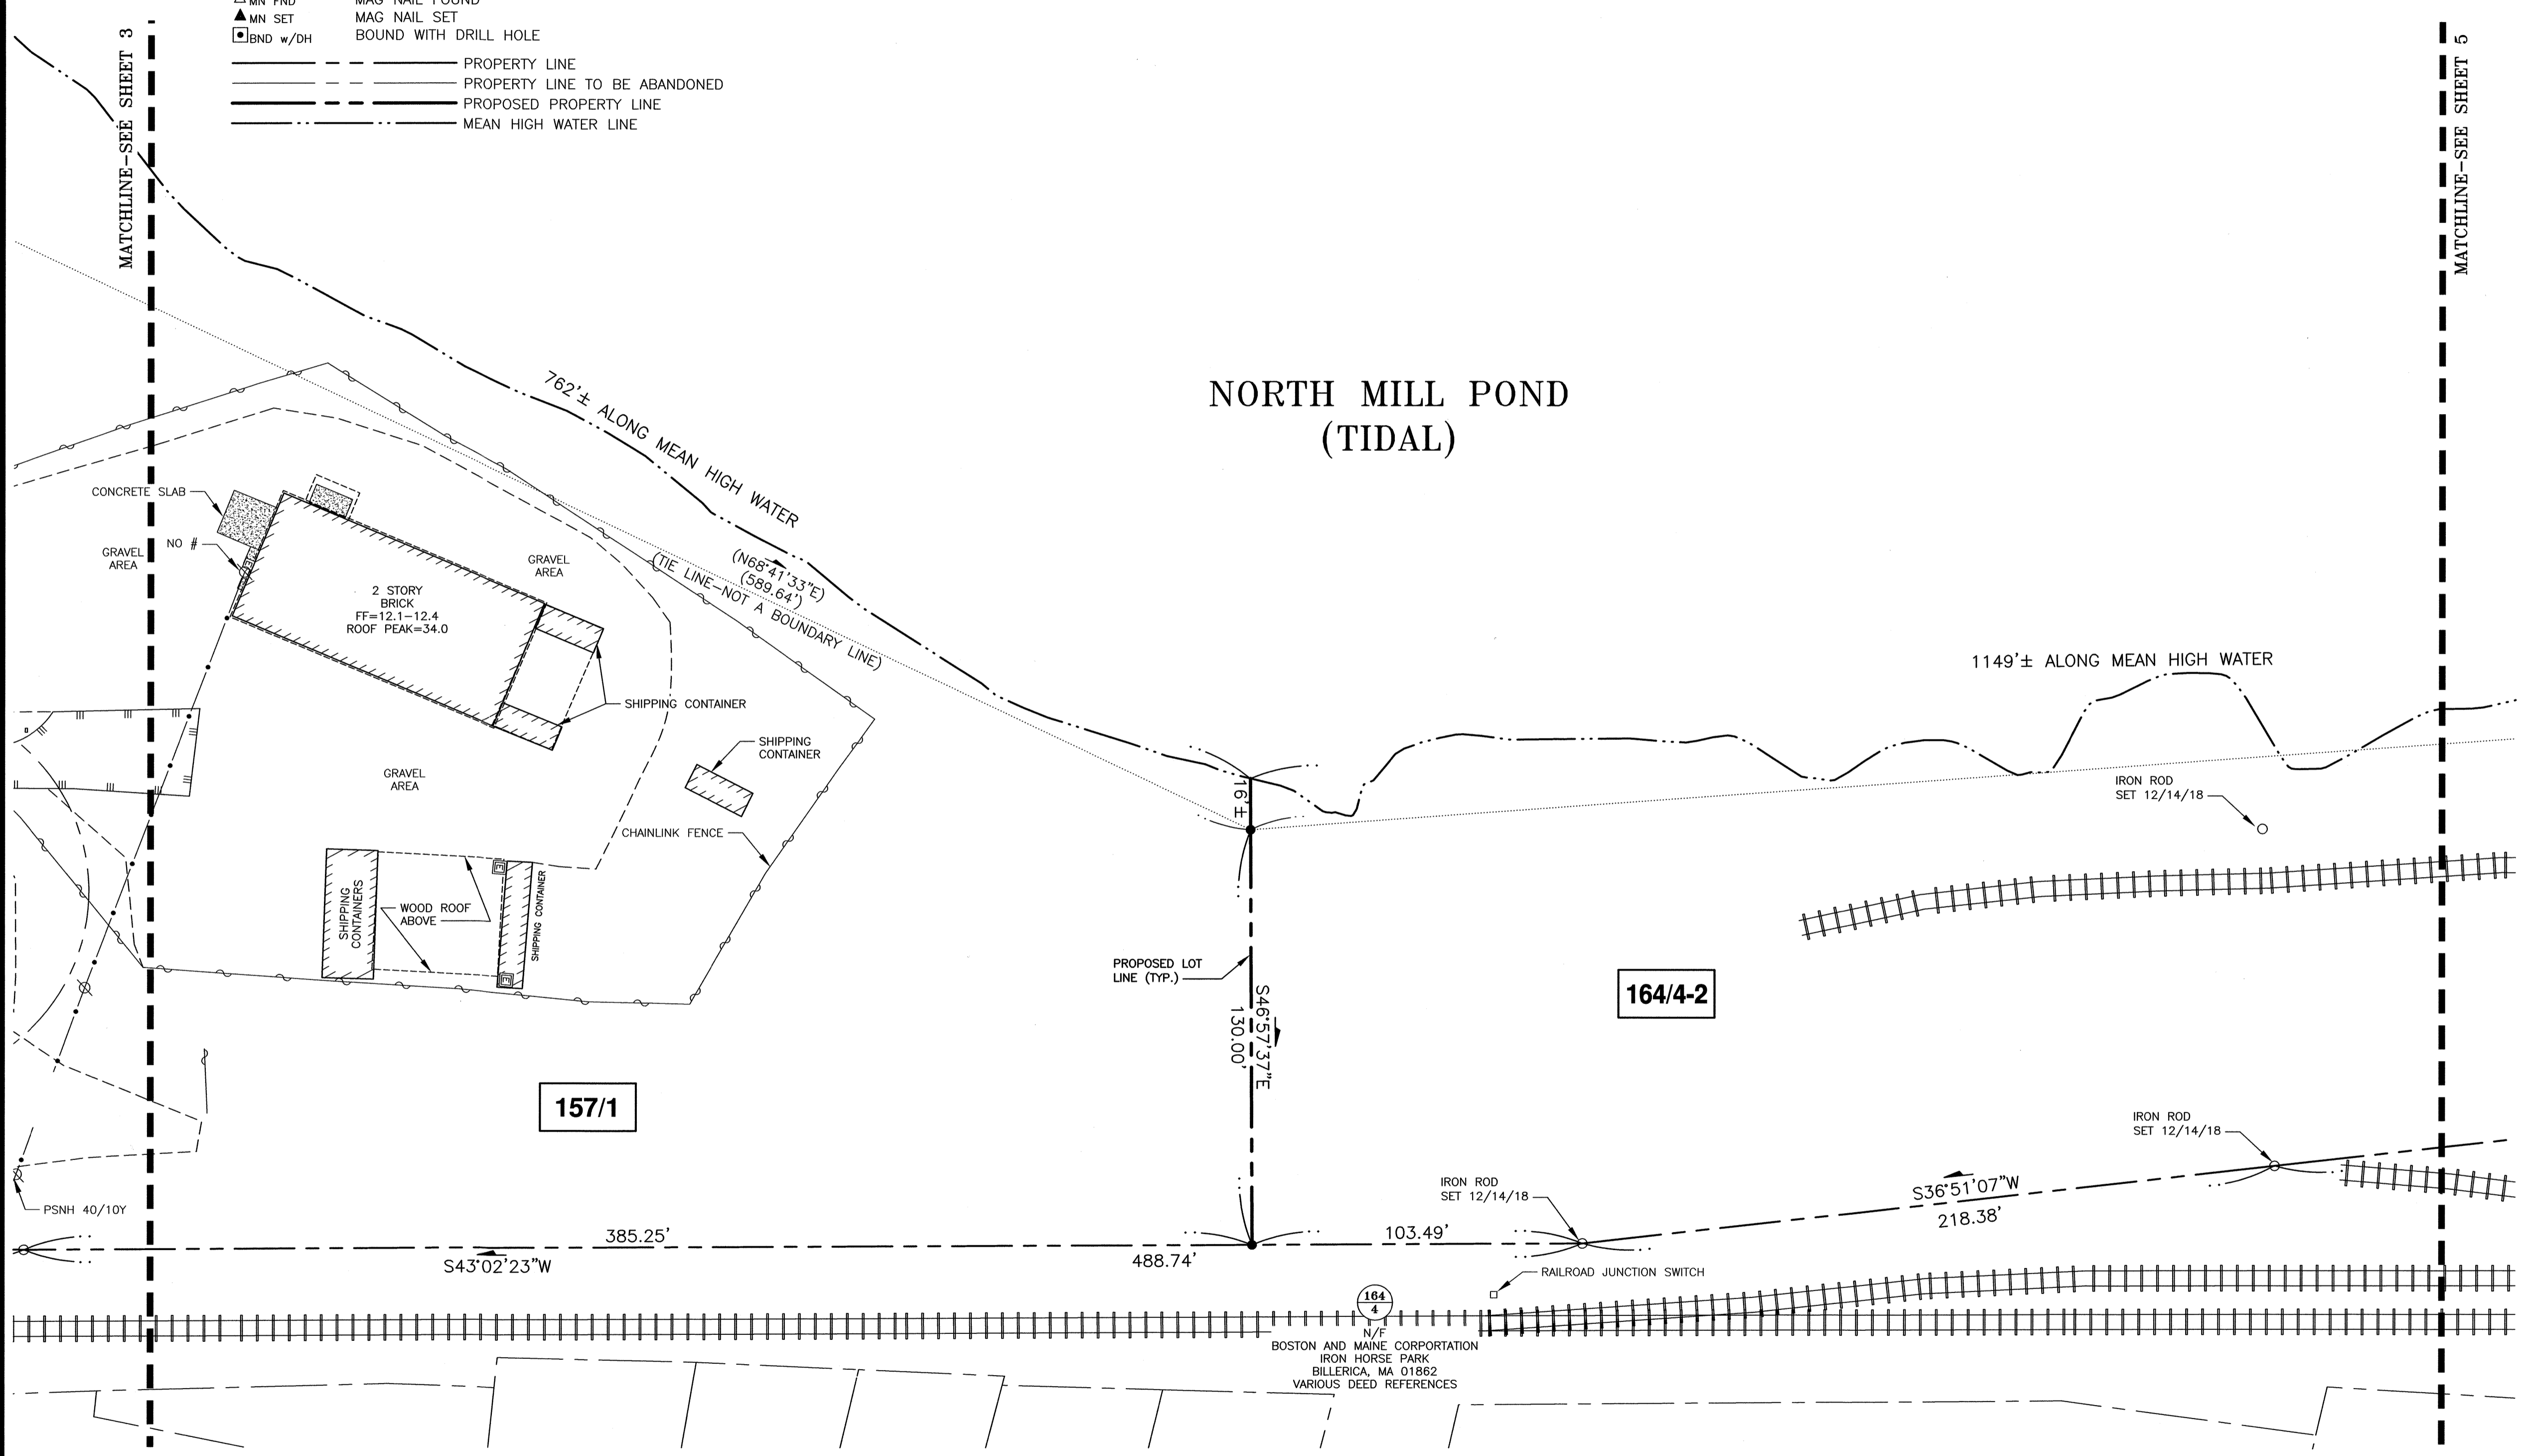 MN FND MAG NAIL FOUND
MN SET MAG NAIL SET
BND w/DH BOUND WITH DRILL HOLE
PROPERTY LINE
PROPERTY LINE TO BE ABANDONED
PROPOSED PROPERTY LINE
MEAN HIGH WATER LINE
MATCHLINE-SEE SHEET 3
MATCHLINE-SEE SHEET 5
NORTH MILL POND
(TIDAL)
762'± ALONG MEAN HIGH WATER
(N68°41'33"E)
(589.64')
(TIE LINE-NOT A BOUNDARY LINE)
CONCRETE SLAB
NO #
GRAVEL
AREA
GRAVEL
AREA
2 STORY
BRICK
FF=12.1-12.4
ROOF PEAK=34.0
SHIPPING CONTAINER
SHIPPING
CONTAINER
GRAVEL
AREA
CHAINLINK FENCE
1149'± ALONG MEAN HIGH WATER
16'±
IRON ROD
SET 12/14/18
SHIPPING
CONTAINERS
WOOD ROOF
ABOVE
E
E
SHIPPING CONTAINER
PROPOSED LOT
LINE (TYP.)
S46°57'37"E
130.00'
164/4-2
157/1
IRON ROD
SET 12/14/18
IRON ROD
SET 12/14/18
S36°51'07"W
218.38'
PSNH 40/10Y
385.25'
103.49'
S43°02'23"W
488.74'
RAILROAD JUNCTION SWITCH
164
4
N/F
BOSTON AND MAINE CORPORATION
IRON HORSE PARK
BILLERICA, MA 01862
VARIOUS DEED REFERENCES